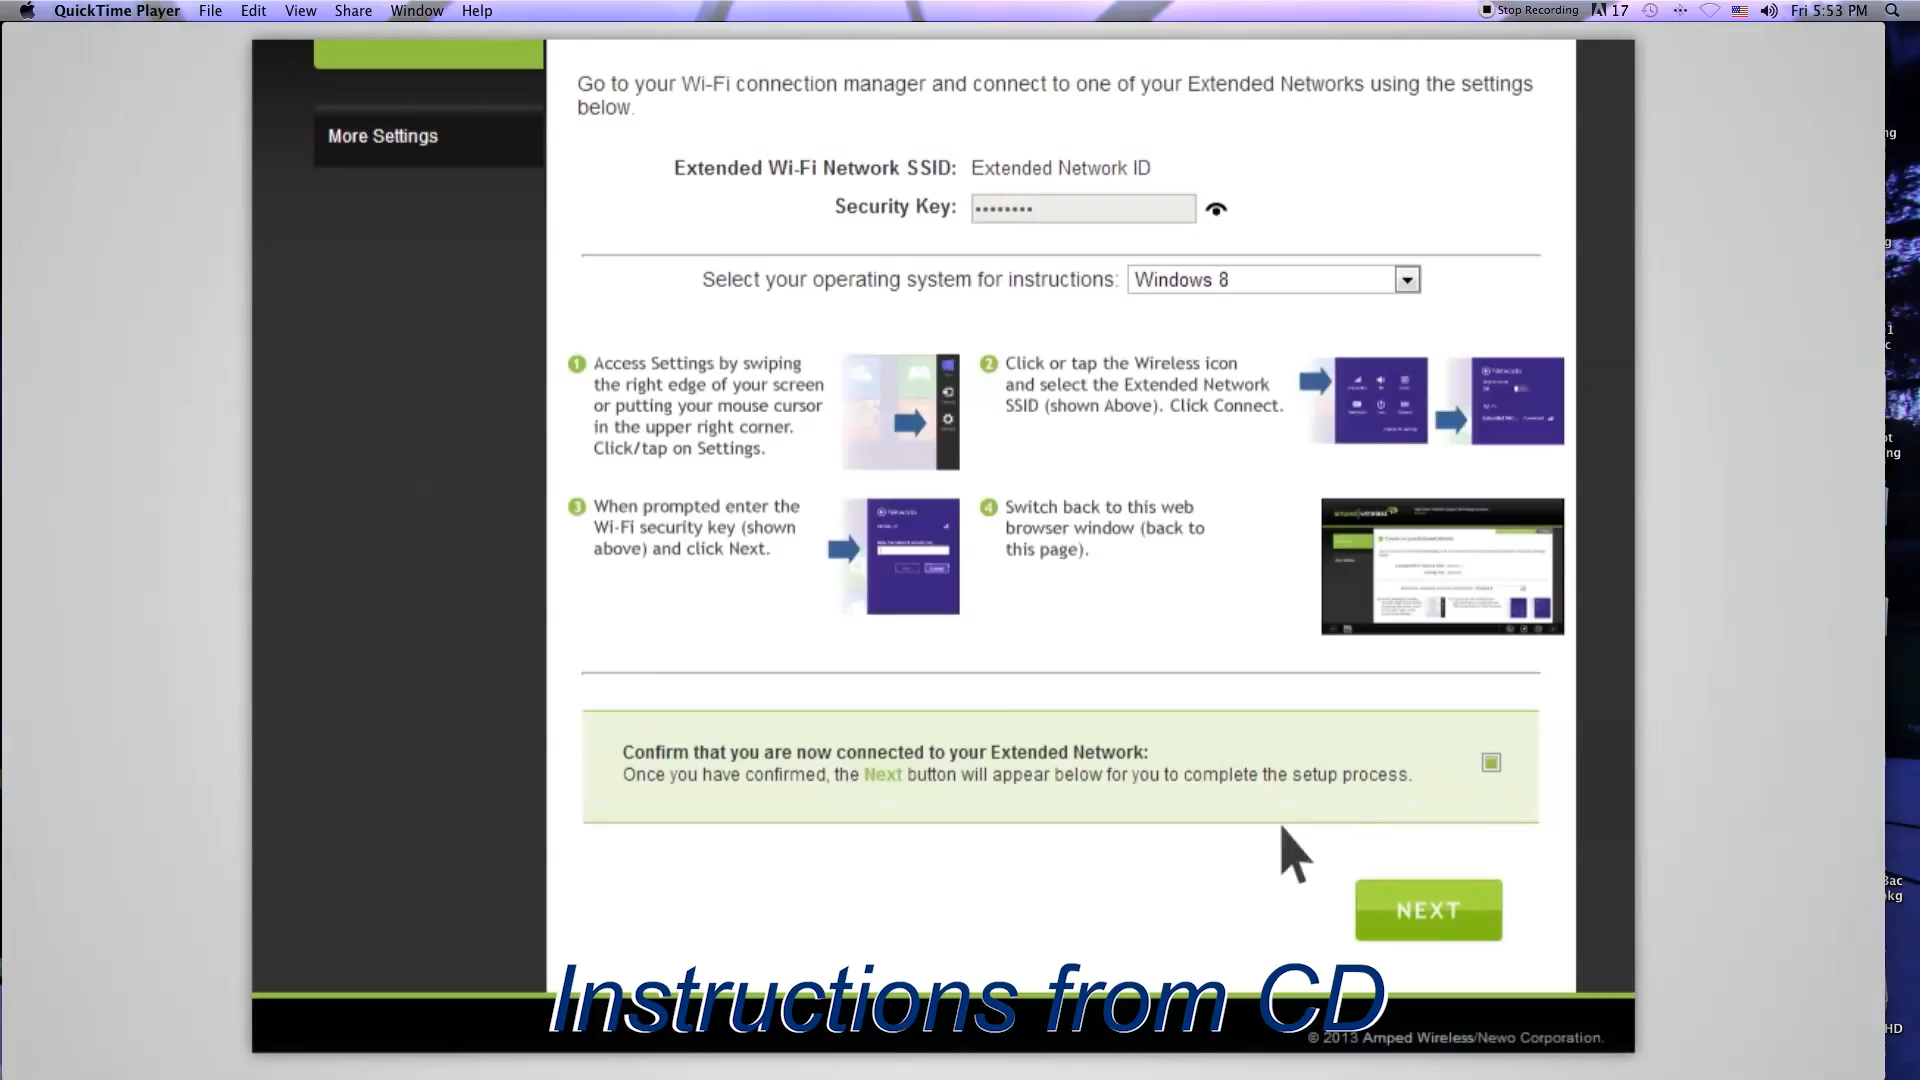 QuickTime Player File Edit View Share Window Help Stop Recording 17 Fri 5:53 PM
Go to your Wi-Fi connection manager and connect to one of your Extended Networks using the settings
below.
More Settings
Extended Wi-Fi Network SSID: Extended Network ID
Security Key: ••••••••
Select your operating system for instructions: Windows 8
1 Access Settings by swiping
the right edge of your screen
or putting your mouse cursor
in the upper right corner.
Click/tap on Settings.
2 Click or tap the Wireless icon
and select the Extended Network
SSID (shown Above). Click Connect.
3 When prompted enter the
Wi-Fi security key (shown
above) and click Next.
4 Switch back to this web
browser window (back to
this page).
Confirm that you are now connected to your Extended Network:
Once you have confirmed, the Next button will appear below for you to complete the setup process.
NEXT
Instructions from CD
© 2013 Amped Wireless/Newo Corporation.